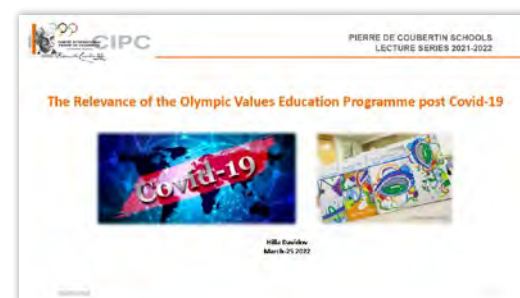 CIPC
PIERRE DE COUBERTIN SCHOOLS
LECTURE SERIES 2021-2022
The Relevance of the Olympic Values Education Programme post Covid-19
Covid-19
Hilla Davidov
March-25 2022